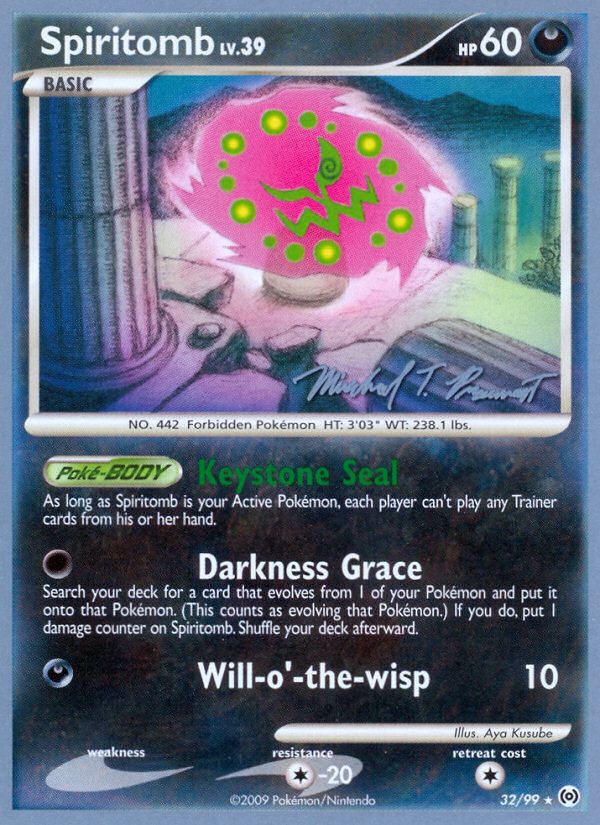 Spiritomb LV.39 HP 60
BASIC
Michael T. Pramawat
NO. 442 Forbidden Pokémon HT: 3'03" WT: 238.1 lbs.
Poké-BODY Keystone Seal
As long as Spiritomb is your Active Pokémon, each player can't play any Trainer
cards from his or her hand.
Darkness Grace
Search your deck for a card that evolves from 1 of your Pokémon and put it
onto that Pokémon. (This counts as evolving that Pokémon.) If you do, put 1
damage counter on Spiritomb. Shuffle your deck afterward.
Will-o'-the-wisp 10
Illus. Aya Kusube
weakness resistance retreat cost
-20
©2009 Pokémon/Nintendo 32/99